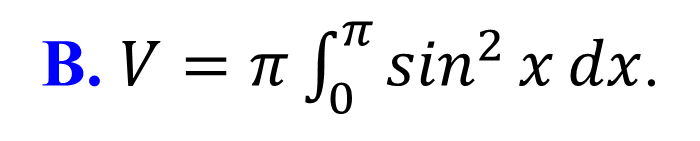 B. V = π ∫₀^π sin² x dx.